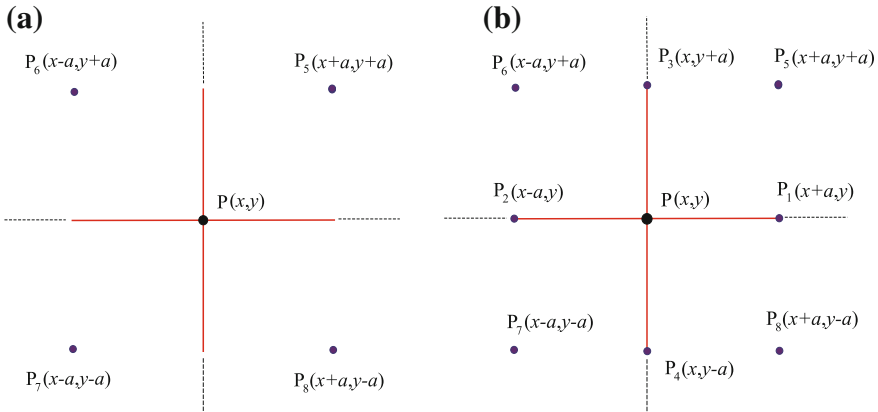 (a)
P₆(x-a,y+a)
P₅(x+a,y+a)
P(x,y)
P₇(x-a,y-a)
P₈(x+a,y-a)
(b)
P₆(x-a,y+a)
P₃(x,y+a)
P₅(x+a,y+a)
P₂(x-a,y)
P(x,y)
P₁(x+a,y)
P₇(x-a,y-a)
P₄(x,y-a)
P₈(x+a,y-a)